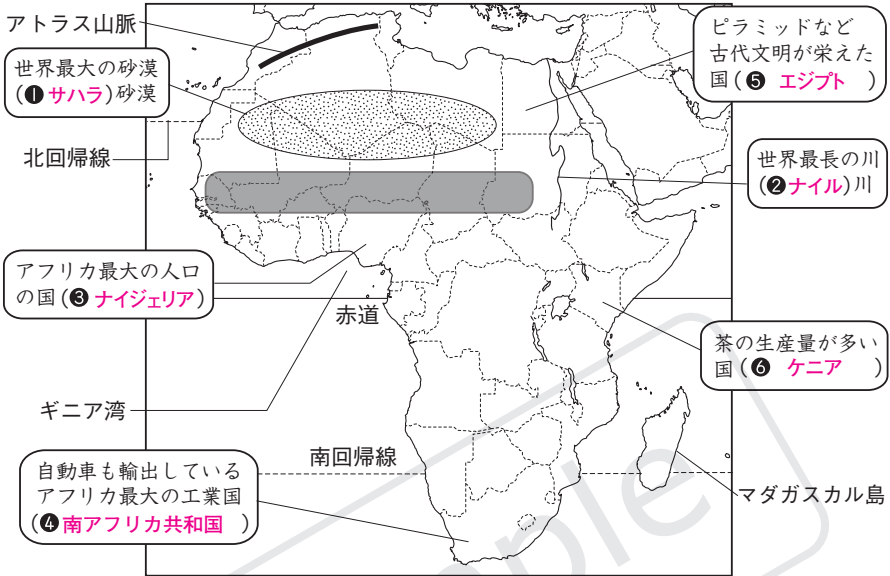 アトラス山脈
世界最大の砂漠
(❶サハラ)砂漠
北回帰線
アフリカ最大の人口
の国(❸ナイジェリア)
赤道
ギニア湾
南回帰線
自動車も輸出している
アフリカ最大の工業国
(❹南アフリカ共和国　)
ピラミッドなど
古代文明が栄えた
国(❺　エジプト　)
世界最長の川
(❷ナイル)川
茶の生産量が多い
国(❻　ケニア　)
マダガスカル島
Sample